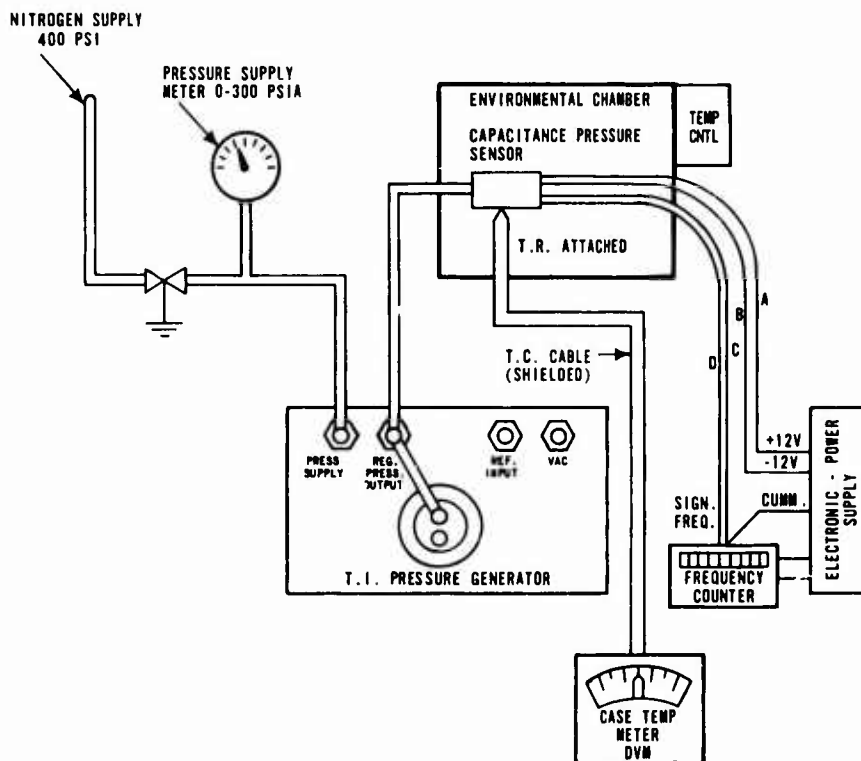 NITROGEN SUPPLY
400 PSI
PRESSURE SUPPLY
METER 0-300 PSIA
ENVIRONMENTAL CHAMBER
CAPACITANCE PRESSURE
SENSOR
TEMP
CNTL
T.R. ATTACHED
A
B
C
D
T.C. CABLE
(SHIELDED)
PRESS
SUPPLY
REG.
PRESS.
OUTPUT
REF.
INPUT
VAC
T.I. PRESSURE GENERATOR
+12V
-12V
SIGN.
FREQ.
CUMM.
ELECTRONIC - POWER
SUPPLY
FREQUENCY
COUNTER
CASE TEMP
METER
DVM